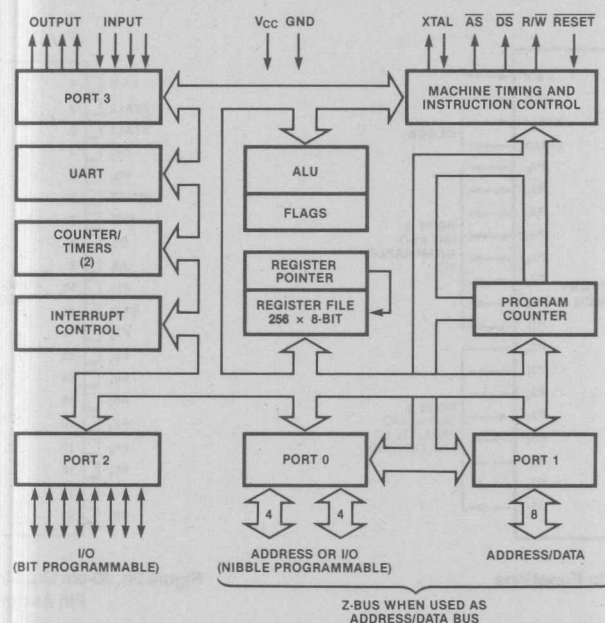 OUTPUT INPUT VCC GND XTAL AS DS R/W RESET
PORT 3
MACHINE TIMING AND
INSTRUCTION CONTROL
UART
ALU
FLAGS
COUNTER/
TIMERS
(2)
REGISTER
POINTER
REGISTER FILE
256 × 8-BIT
INTERRUPT
CONTROL
PROGRAM
COUNTER
PORT 2
PORT 0
PORT 1
4 4 8
I/O
(BIT PROGRAMMABLE)
ADDRESS OR I/O
(NIBBLE PROGRAMMABLE)
ADDRESS/DATA
Z-BUS WHEN USED AS
ADDRESS/DATA BUS